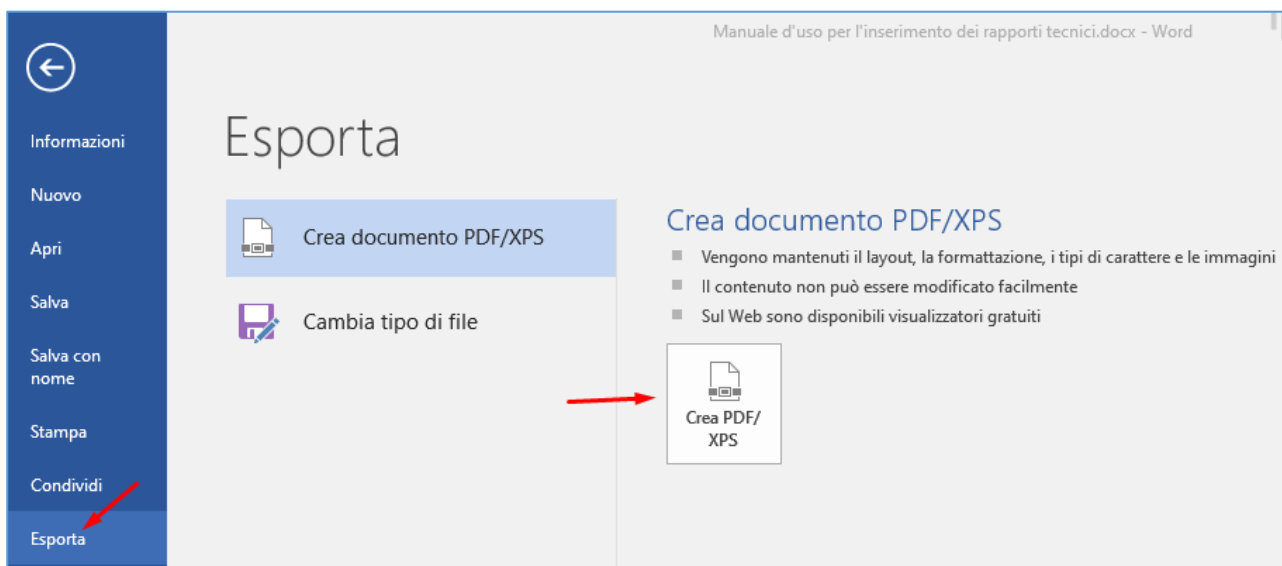 Manuale d'uso per l'inserimento dei rapporti tecnici.docx - Word
Informazioni
Nuovo
Apri
Salva
Salva con
nome
Stampa
Condividi
Esporta
Esporta
Crea documento PDF/XPS
Cambia tipo di file
Crea documento PDF/XPS
Vengono mantenuti il layout, la formattazione, i tipi di carattere e le immagini
Il contenuto non può essere modificato facilmente
Sul Web sono disponibili visualizzatori gratuiti
Crea PDF/
XPS